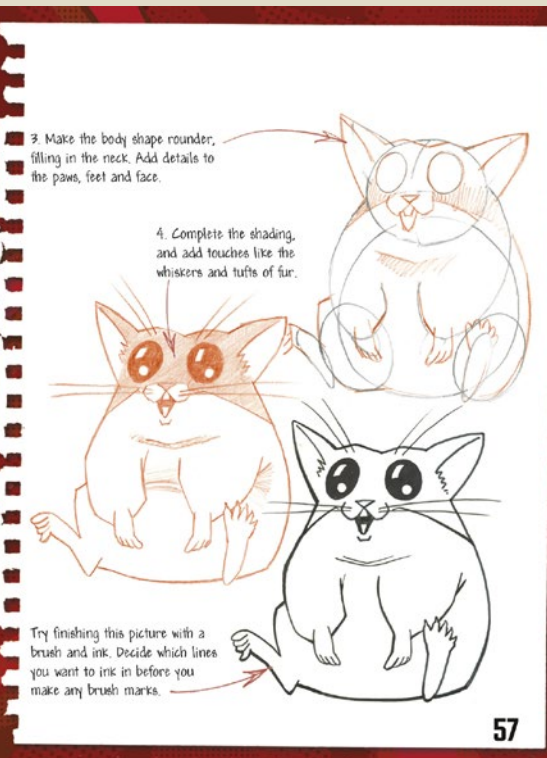 3. Make the body shape rounder,
filling in the neck. Add details to
the paws, feet and face.
4. Complete the shading,
and add touches like the
whiskers and tufts of fur.
Try finishing this picture with a
brush and ink. Decide which lines
you want to ink in before you
make any brush marks.
57